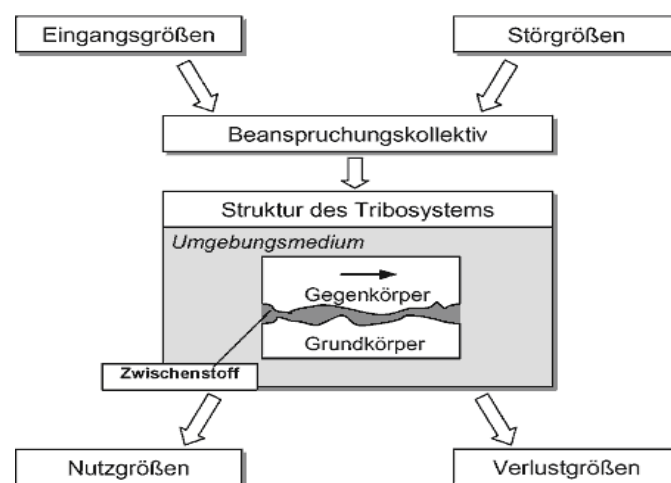 Eingangsgrößen
Störgrößen
Beanspruchungskollektiv
Struktur des Tribosystems
Umgebungsmedium
Gegenkörper
Grundkörper
Zwischenstoff
Nutzgrößen
Verlustgrößen